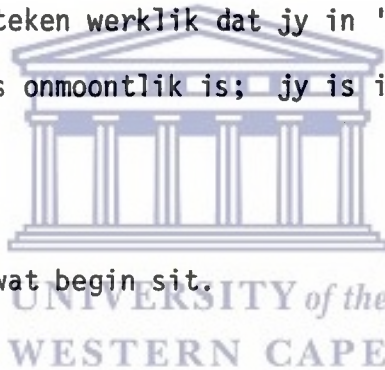 teken werklik dat jy in '
s onmoontlik is; jy is i
wat begin sit.
UNIVERSITY of the
WESTERN CAPE